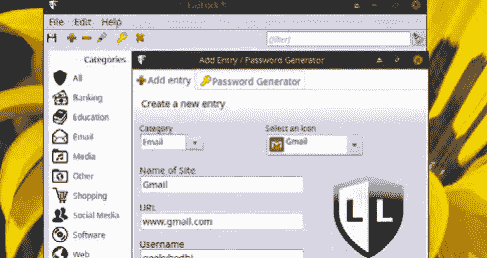 File Edit Help
[filter]
Categories
Add Entry / Password Generator
All
Add entry
Password Generator
Banking
Create a new entry
Education
Category
Select an Icon
Email
Email
Gmail
Media
Name of Site
Other
Gmail
Shopping
URL
L L
Social Media
www.gmail.com
Software
Username
Web